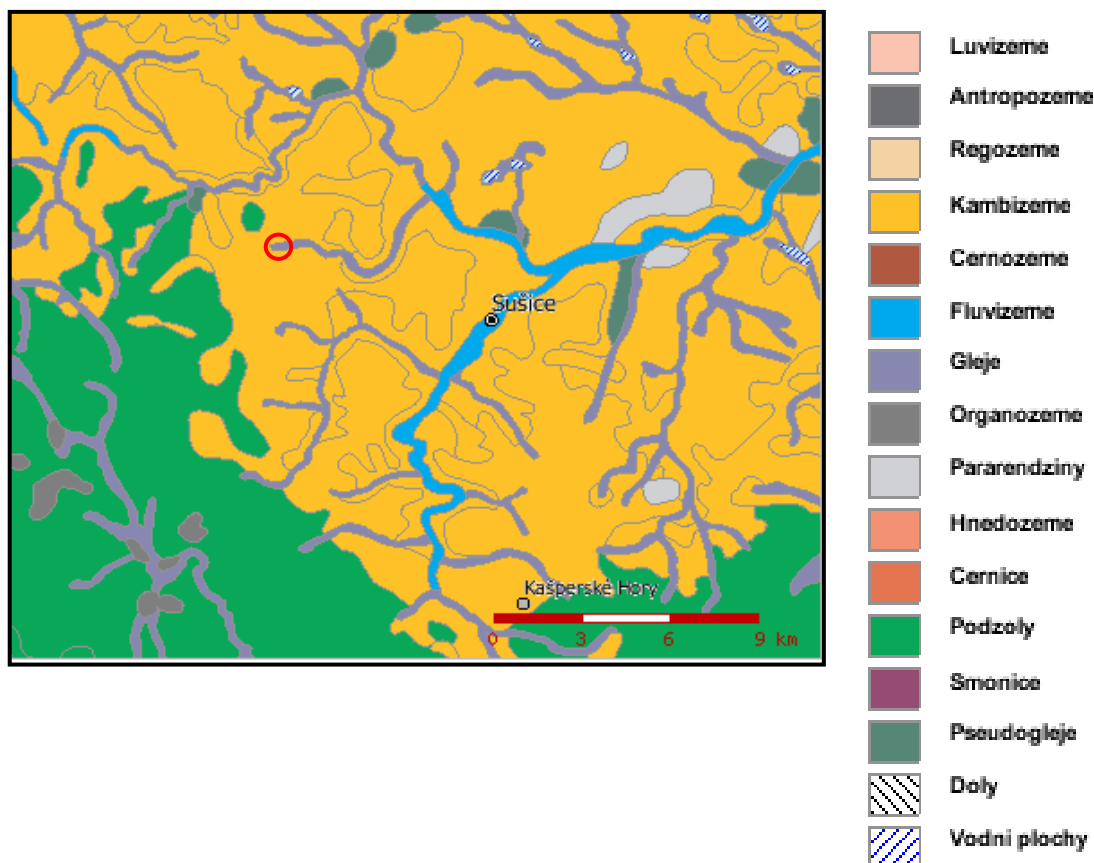 Sušice
Kašperské Hory
0 3 6 9 km
Luvizeme
Antropozeme
Regozeme
Kambizeme
Cernozeme
Fluvizeme
Gleje
Organozeme
Pararendziny
Hnedozeme
Cernice
Podzoly
Smonice
Pseudogleje
Doly
Vodni plochy